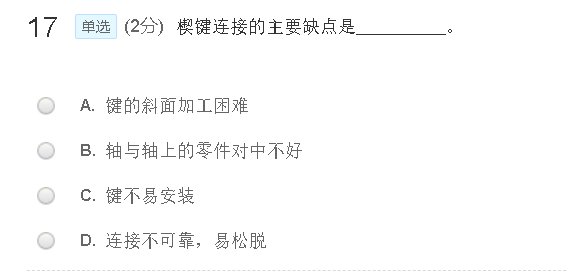 17 单选 (2分) 楔键连接的主要缺点是__________。
A. 键的斜面加工困难
B. 轴与轴上的零件对中不好
C. 键不易安装
D. 连接不可靠，易松脱